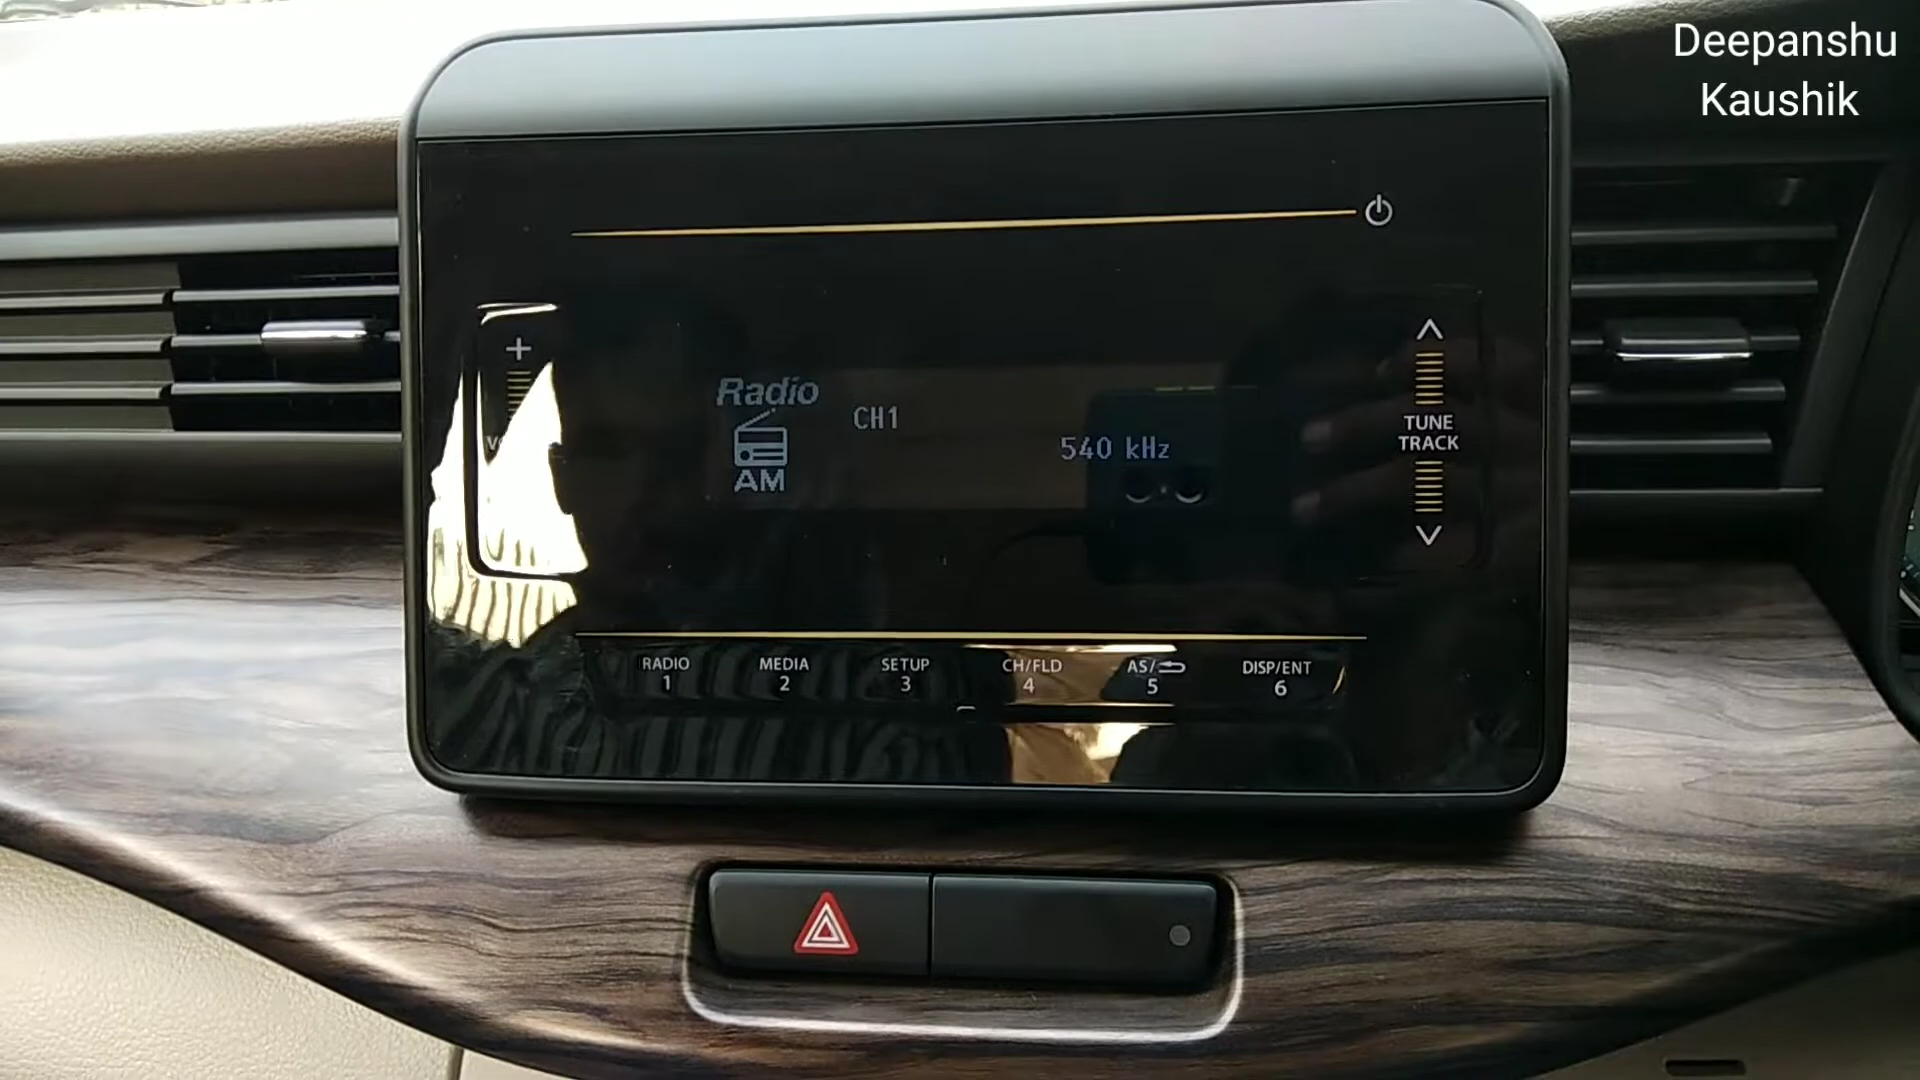 Deepanshu
Kaushik
+
Radio
CH1
540 kHz
AM
TUNE
TRACK
RADIO
1
MEDIA
2
SETUP
3
CH/FLD
4
AS/
5
DISP/ENT
6